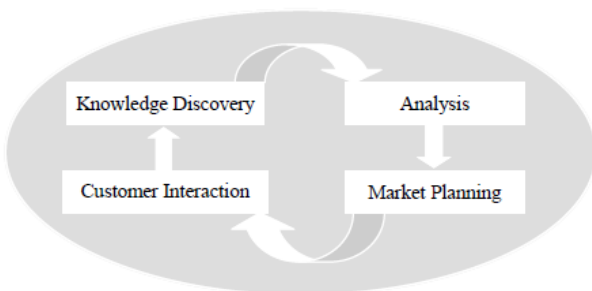 Knowledge Discovery
Analysis
Customer Interaction
Market Planning